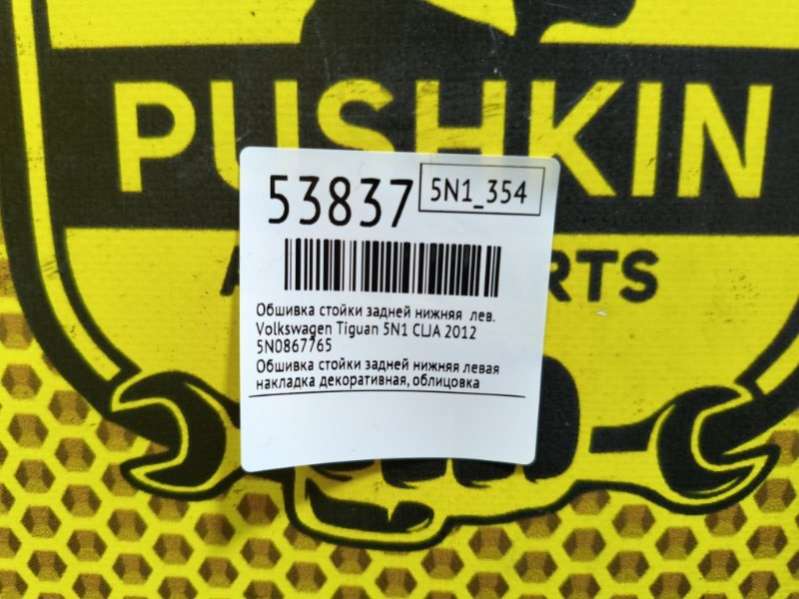 PUSHKIN
RTS
53837
5N1_354
Обшивка стойки задней нижняя лев.
Volkswagen Tiguan 5N1 CLJA 2012
5N0867765
Обшивка стойки задней нижняя левая
накладка декоративная, облицовка